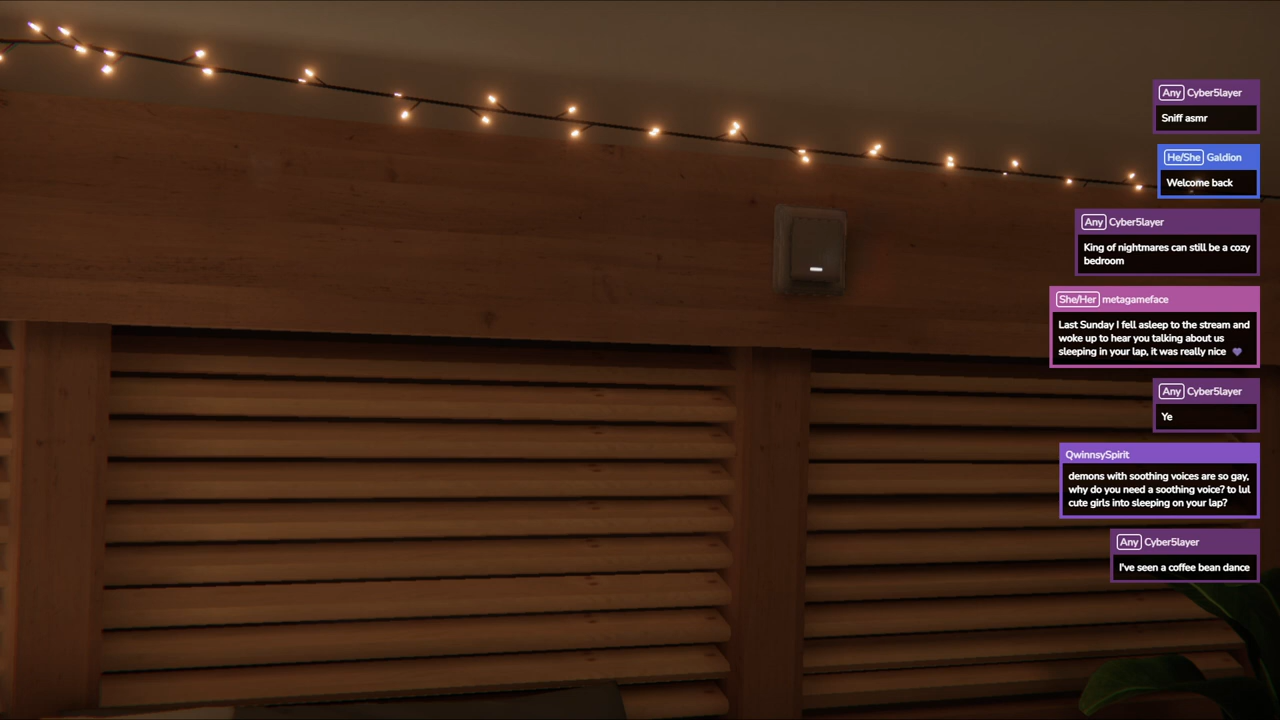 Any Cyber5layer
Sniff asmr
He/She Galdion
Welcome back
Any Cyber5layer
King of nightmares can still be a cozy
bedroom
She/Her metagameface
Last Sunday I fell asleep to the stream and
woke up to hear you talking about us
sleeping in your lap, it was really nice 💜
Any Cyber5layer
Ye
QwinnsySpirit
demons with soothing voices are so gay,
why do you need a soothing voice? to lul
cute girls into sleeping on your lap?
Any Cyber5layer
I've seen a coffee bean dance